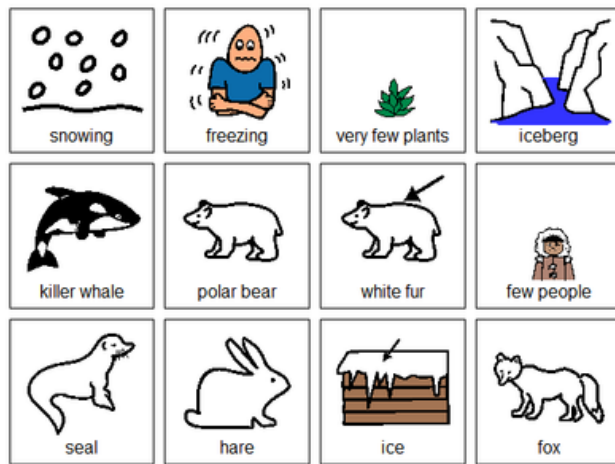 snowing
freezing
very few plants
iceberg
killer whale
polar bear
white fur
few people
seal
hare
ice
fox